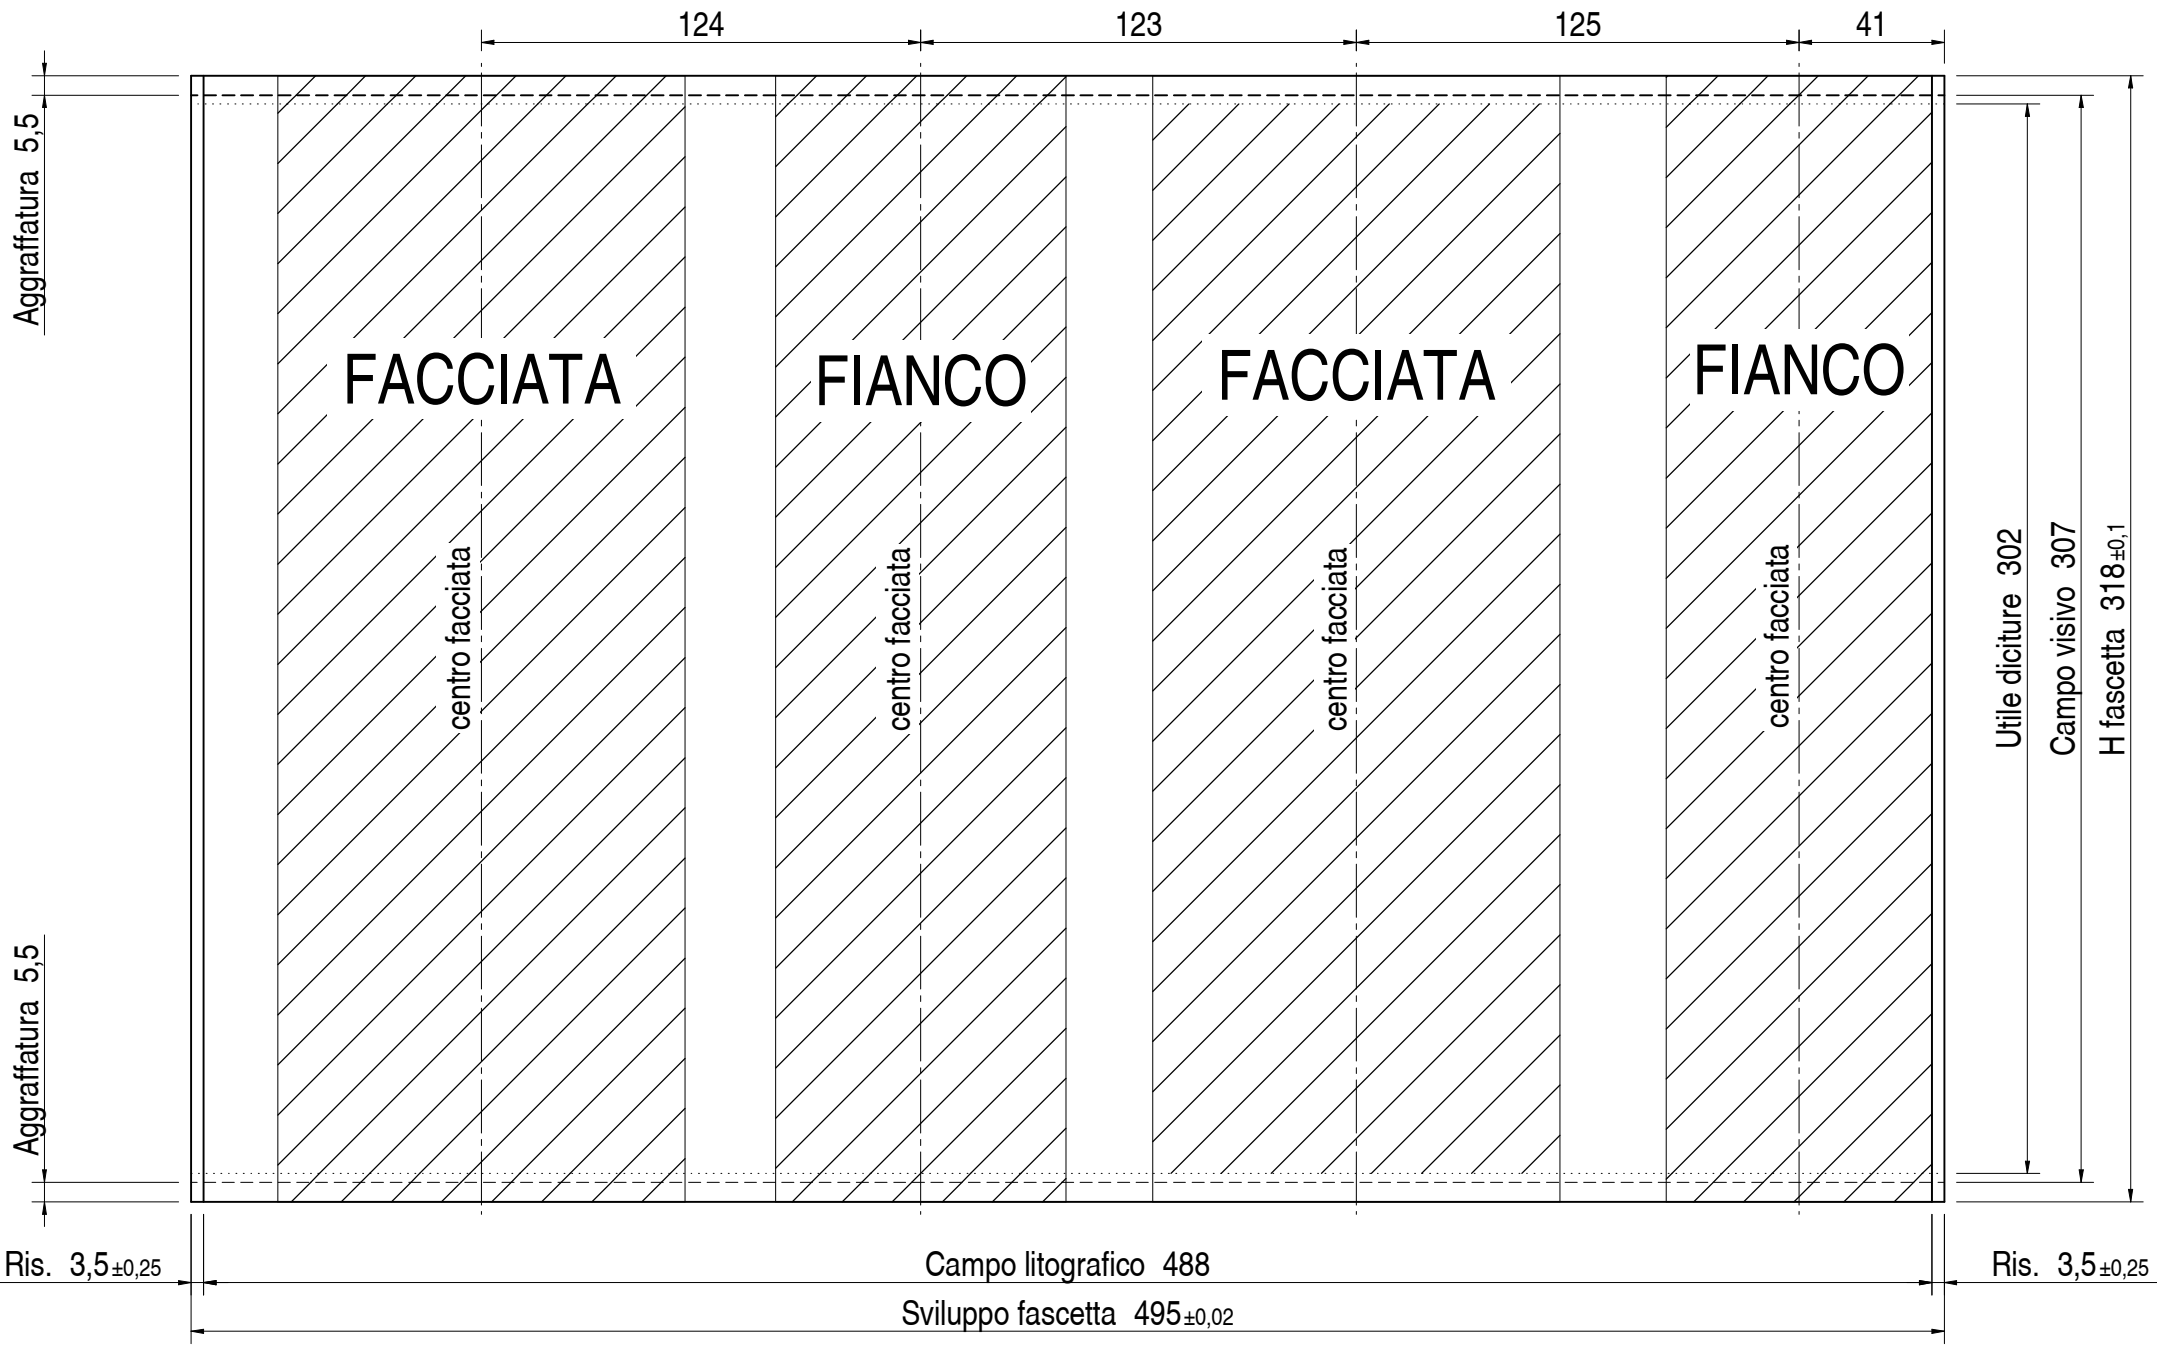 124
123
125
41
Aggraffatura 5,5
FACCIATA
FIANCO
FACCIATA
FIANCO
centro facciata
centro facciata
centro facciata
centro facciata
Utile diciture 302
Campo visivo 307
H fascetta 318±0,1
Aggraffatura 5,5
Ris. 3,5±0,25
Campo litografico 488
Ris. 3,5±0,25
Sviluppo fascetta 495±0,02